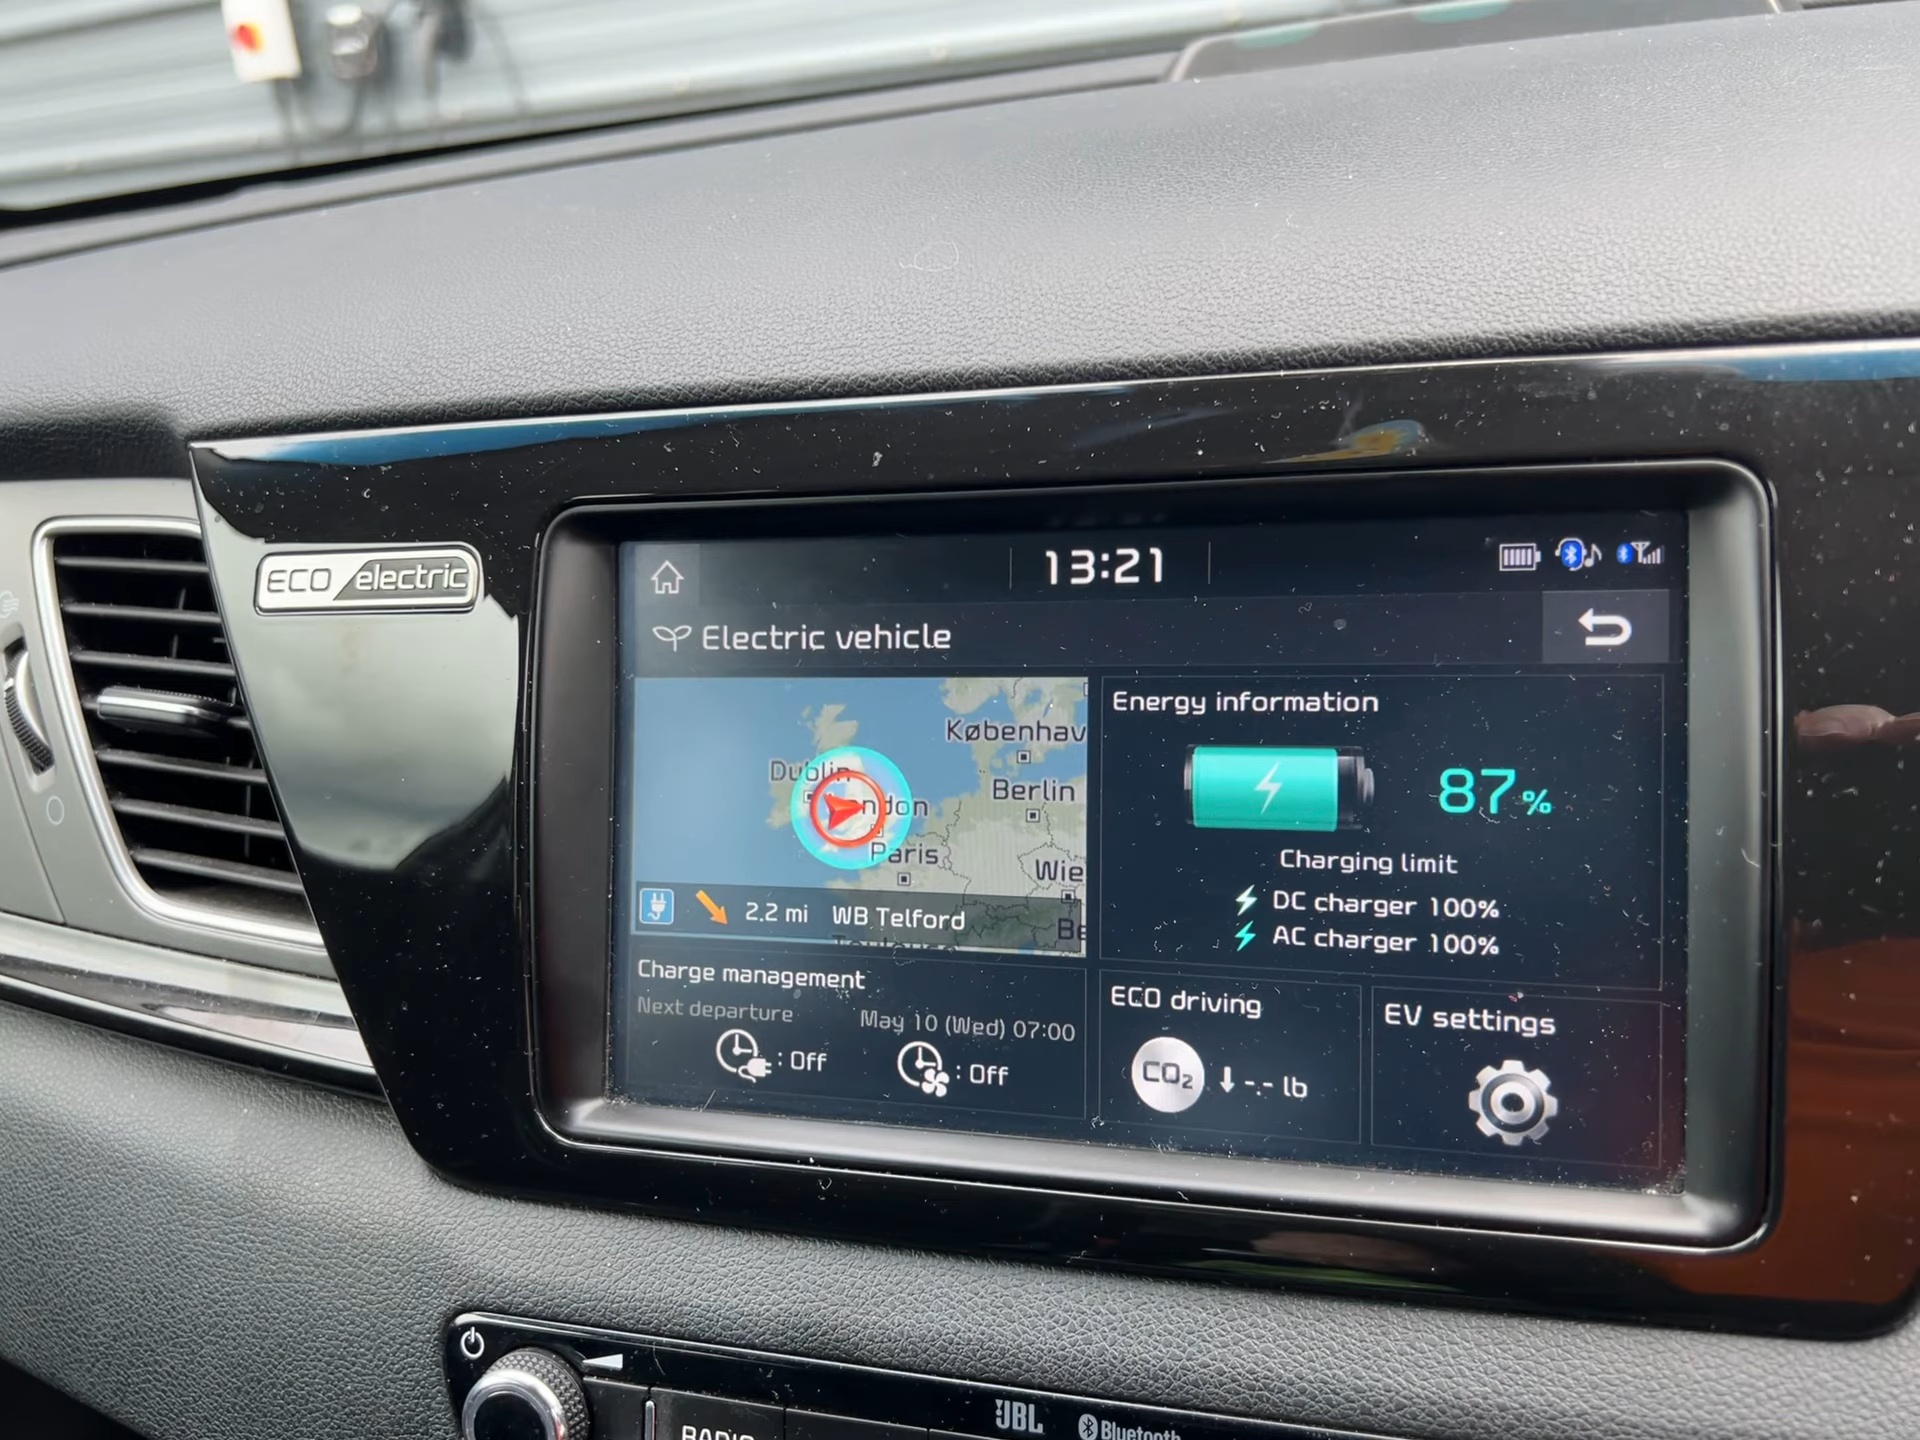 ECO electric
13:21
Electric vehicle
København
Dublin
London
Berlin
Paris
Wie
Be
2.2 mi WB Telford
Toulouse
Energy information
87%
Charging limit
DC charger 100%
AC charger 100%
Charge management
Next departure
May 10 (Wed) 07:00
: Off
: Off
ECO driving
CO₂
-.- lb
EV settings
RADIO
JBL
Bluetooth